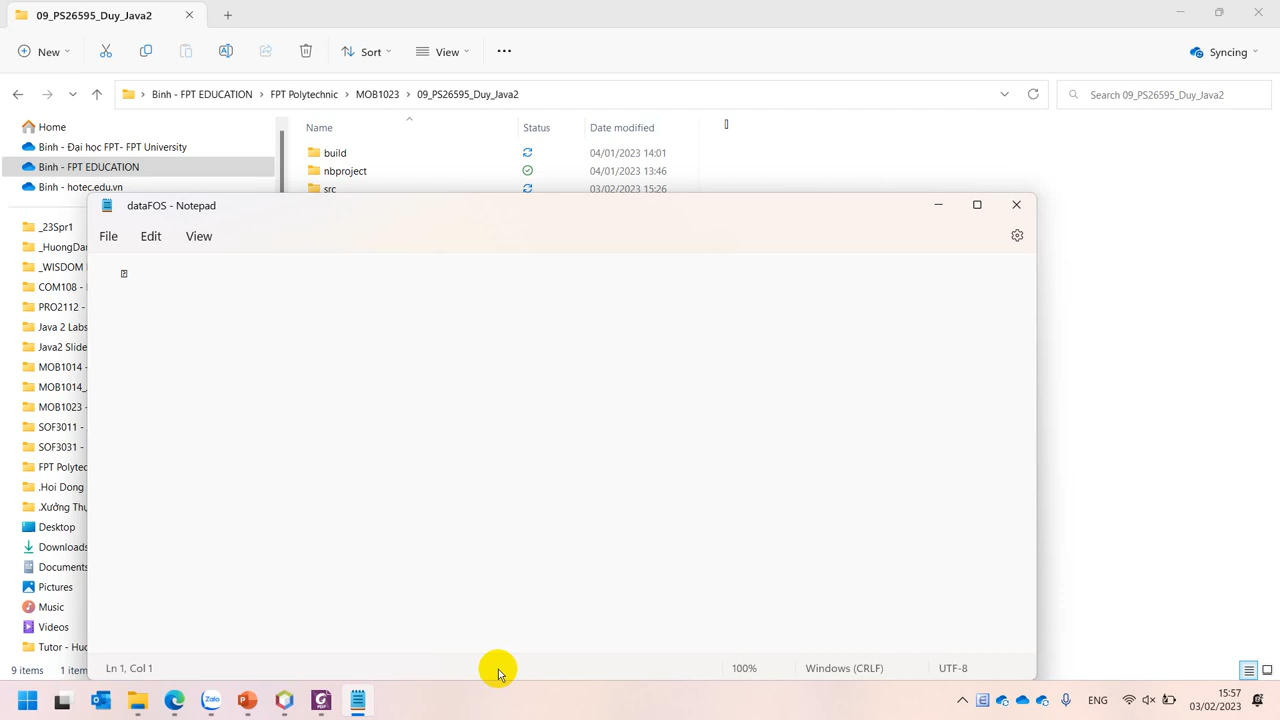 09_PS26595_Duy_Java2
New
Sort
View
Syncing
Binh - FPT EDUCATION
FPT Polytechnic
MOB1023
09_PS26595_Duy_Java2
Search 09_PS26595_Duy_Java2
Home
Binh - Đại học FPT- FPT University
Binh - FPT EDUCATION
Binh - hotec.edu.vn
Name
Status
Date modified
build
04/01/2023 14:01
nbproject
04/01/2023 13:46
src
03/02/2023 15:26
_23Spr1
_HuongDa
_WISDOM
COM108 -
PRO2112 -
Java 2 Labs
Java2 Slide
MOB1014 -
MOB1014_
MOB1023 -
SOF3011 -
SOF3031 -
FPT Polytec
.Hoi Dong
.Xưởng Thự
Desktop
Downloads
Documents
Pictures
Music
Videos
Tutor - Huo
9 items
1 item
dataFOS - Notepad
File
Edit
View
Ln 1, Col 1
100%
Windows (CRLF)
UTF-8
Zalo
PDF
ENG
15:57
03/02/2023